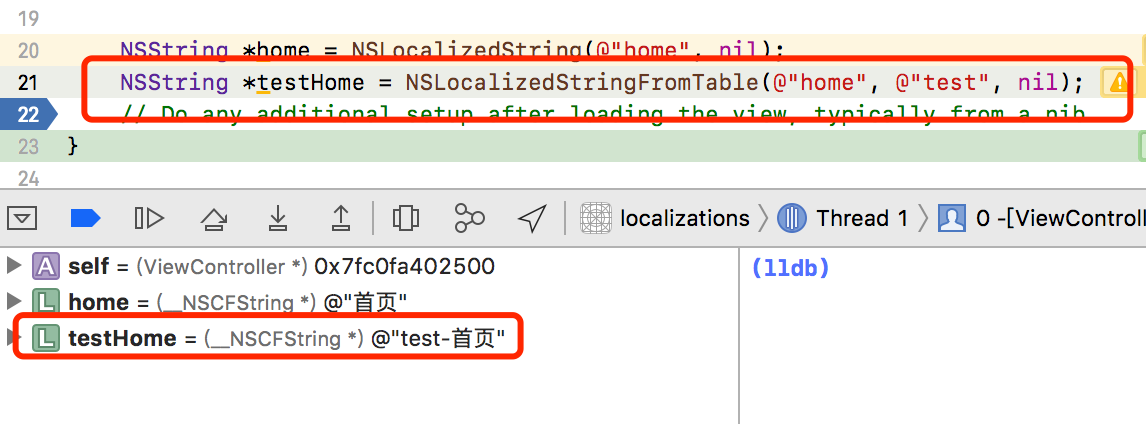 19
20 NSString *home = NSLocalizedString(@"home", nil);
21 NSString *testHome = NSLocalizedStringFromTable(@"home", @"test", nil);
22 // Do any additional setup after loading the view, typically from a nib
23 }
24
localizations 〉 Thread 1 〉 0 -[ViewControll
A self = (ViewController *) 0x7fc0fa402500
(lldb)
L home = (__NSCFString *) @"首页"
L testHome = (__NSCFString *) @"test-首页"